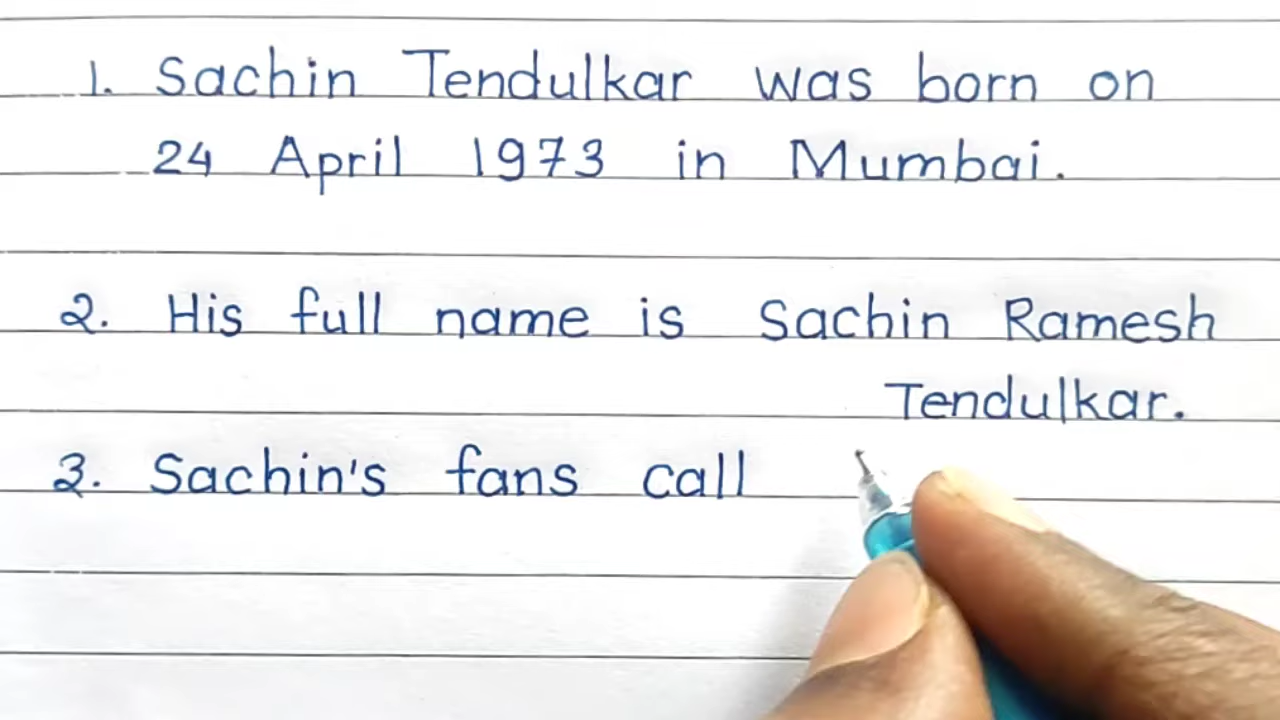 1. Sachin Tendulkar was born on
24 April 1973 in Mumbai.
2. His full name is Sachin Ramesh
Tendulkar.
3. Sachin's fans call